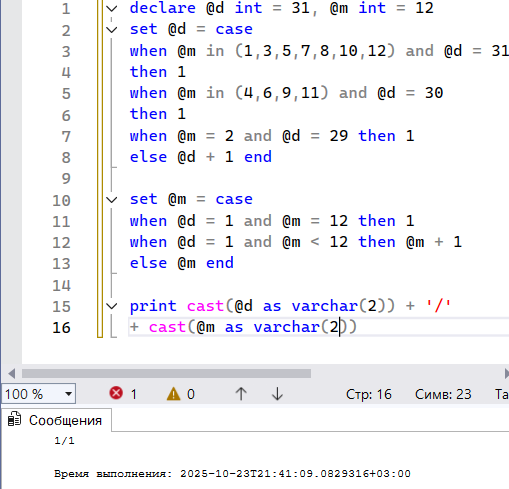 1 declare @d int = 31, @m int = 12
2 set @d = case
3 when @m in (1,3,5,7,8,10,12) and @d = 31
4 then 1
5 when @m in (4,6,9,11) and @d = 30
6 then 1
7 when @m = 2 and @d = 29 then 1
8 else @d + 1 end
9
10 set @m = case
11 when @d = 1 and @m = 12 then 1
12 when @d = 1 and @m < 12 then @m + 1
13 else @m end
14
15 print cast(@d as varchar(2)) + '/'
16 + cast(@m as varchar(2))
100 % 1 0 Стр: 16 Симв: 23 Та
Сообщения
1/1
Время выполнения: 2025-10-23T21:41:09.0829316+03:00